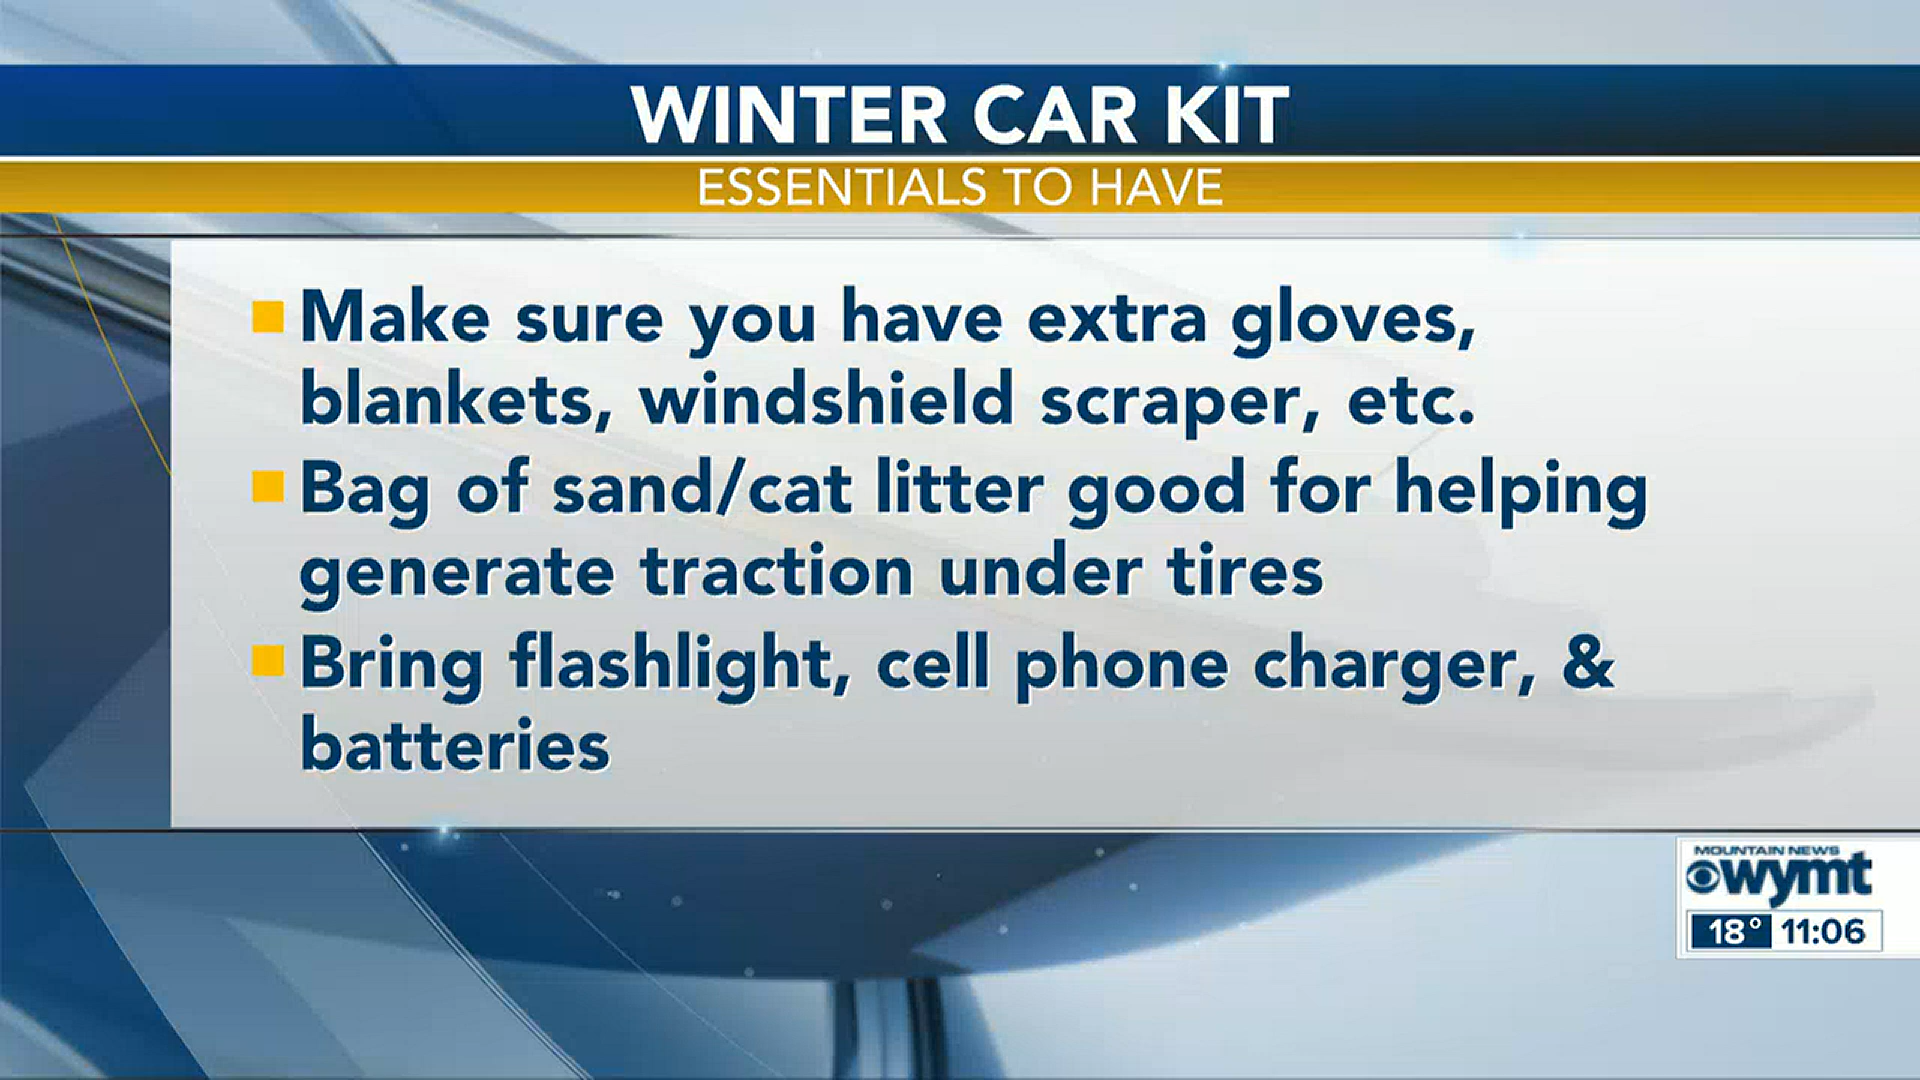 WINTER CAR KIT
ESSENTIALS TO HAVE
Make sure you have extra gloves,
blankets, windshield scraper, etc.
Bag of sand/cat litter good for helping
generate traction under tires
Bring flashlight, cell phone charger, &
batteries
MOUNTAIN NEWS
wymt
18° 11:06